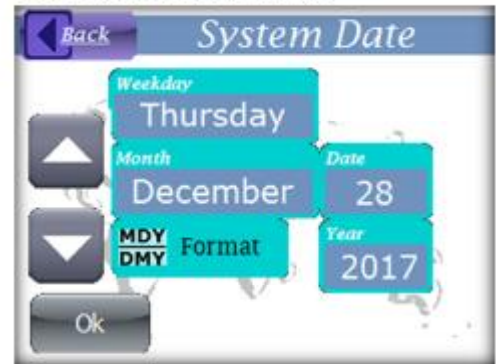 Back System Date
Weekday
Thursday
Month Date
December 28
MDY
DMY
Format
Year
2017
Ok